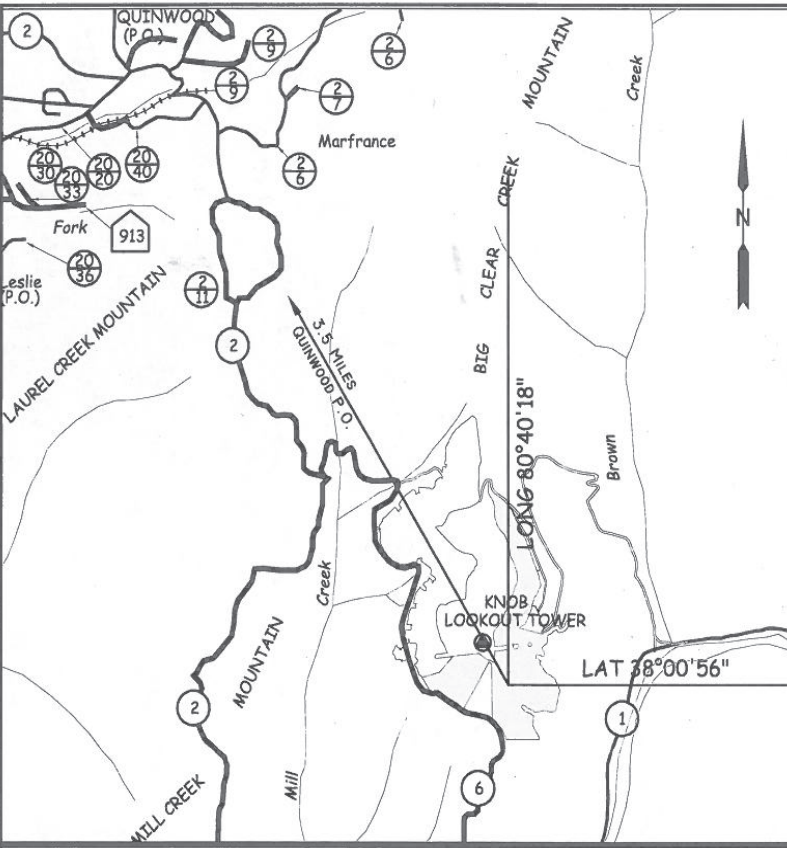 QUINWOOD
(P.O.)
2
2
9
2
6
MOUNTAIN
Creek
2
9
2
7
Marfrance
20
30
20
33
20
20
20
40
2
6
CREEK
N
Fork
913
20
36
eslie
(P.O.)
2
11
CLEAR
LAUREL CREEK MOUNTAIN
3.5 MILES
QUINWOOD P.O.
2
BIG
LONG 80°40'18"
Brown
Creek
KNOB
LOOKOUT TOWER
LAT 38°00'56"
MOUNTAIN
2
1
Mill
6
MILL CREEK